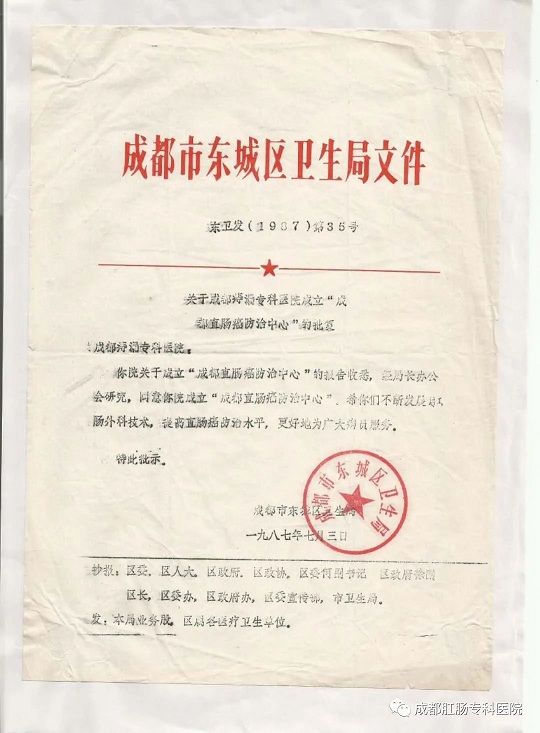 成都市东城区卫生局文件
东卫发(1987)第35号
关于成都痔瘘专科医院成立“成
都直肠癌防治中心”的批复
成都痔瘘专科医院:
你院关于成立“成都直肠癌防治中心”的报告收悉,经局长办公
会研究,同意你院成立“成都直肠癌防治中心”。希你们不断发展肛
肠外科技术,提高直肠癌防治水平,更好地为广大病员服务。
特此批示。
成都市东城区卫生局
一九八七年七月三日
成都市东城区卫生局
抄报:区委、区人大、区政府、区政协、区委何副书记 区政府
区长、区委办、区政府办、区委宣传部、市卫生局。
发:本局业务股、区属各医疗卫生单位。
成都肛肠专科医院